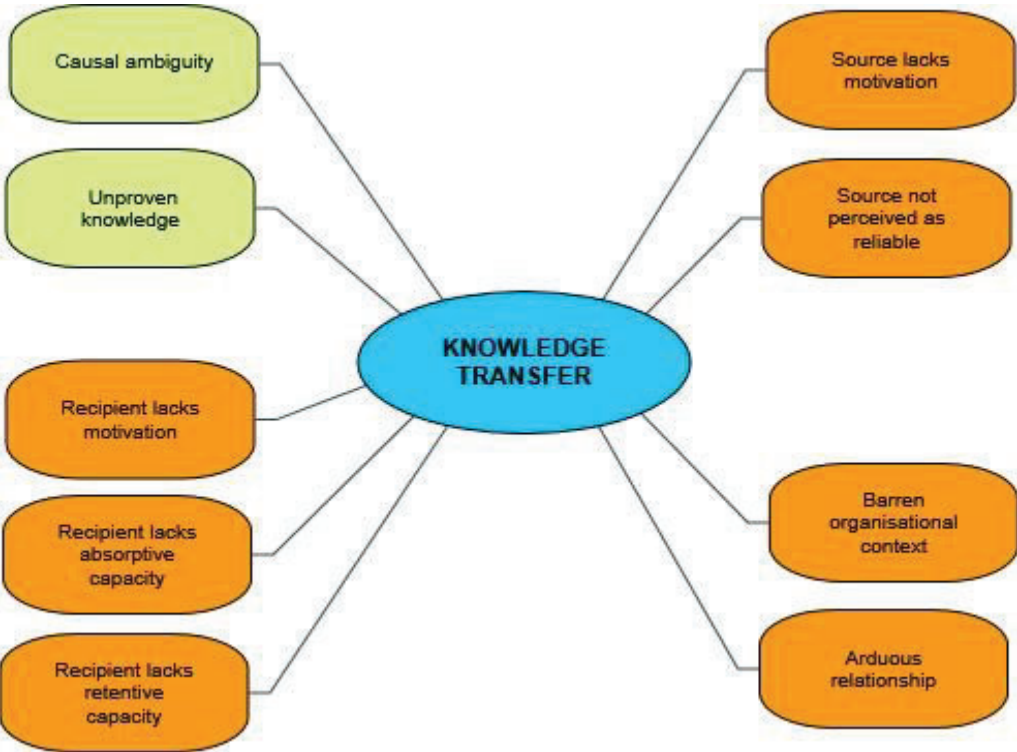 Causal ambiguity
Unproven
knowledge
Recipient lacks
motivation
Recipient lacks
absorptive
capacity
Recipient lacks
retentive
capacity
KNOWLEDGE
TRANSFER
Source lacks
motivation
Source not
perceived as
reliable
Barren
organisational
context
Arduous
relationship